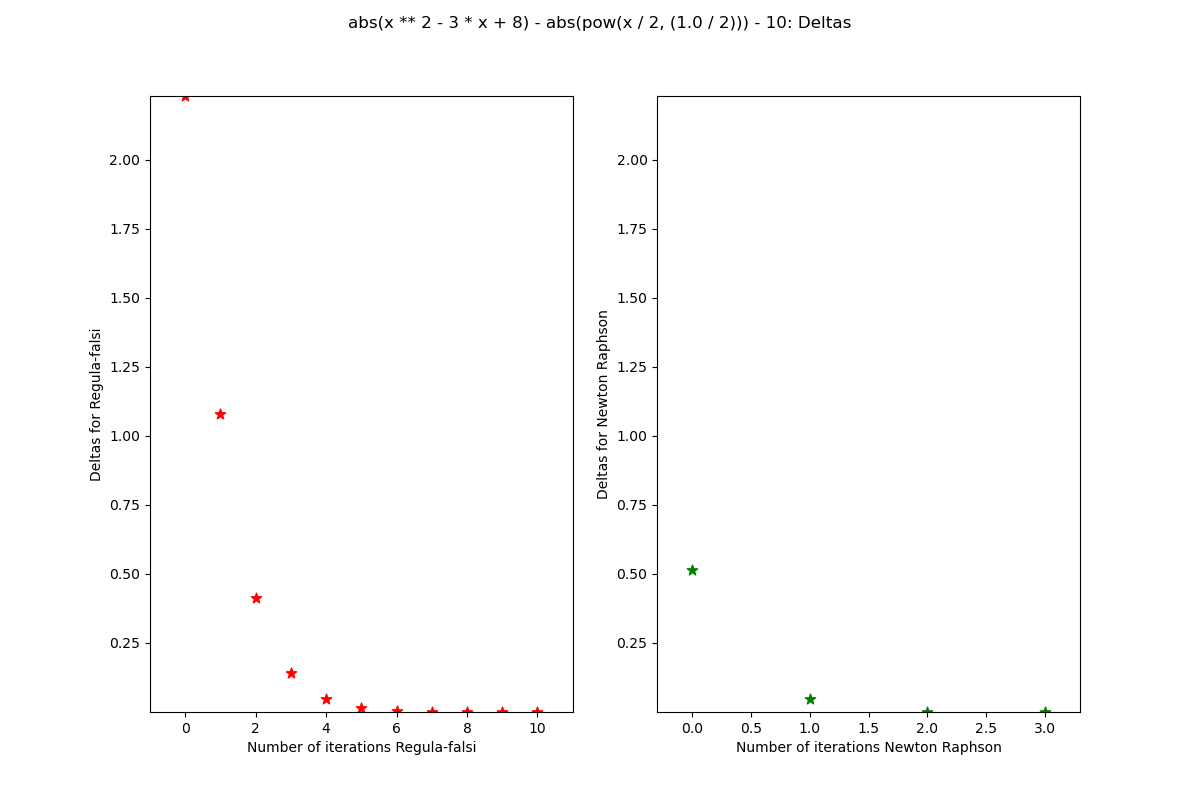 abs(x ** 2 - 3 * x + 8) - abs(pow(x / 2, (1.0 / 2))) - 10: Deltas
Deltas for Regula-falsi
2.00
1.75
1.50
1.25
1.00
0.75
0.50
0.25
0 2 4 6 8 10
Number of iterations Regula-falsi
Deltas for Newton Raphson
2.00
1.75
1.50
1.25
1.00
0.75
0.50
0.25
0.0 0.5 1.0 1.5 2.0 2.5 3.0
Number of iterations Newton Raphson